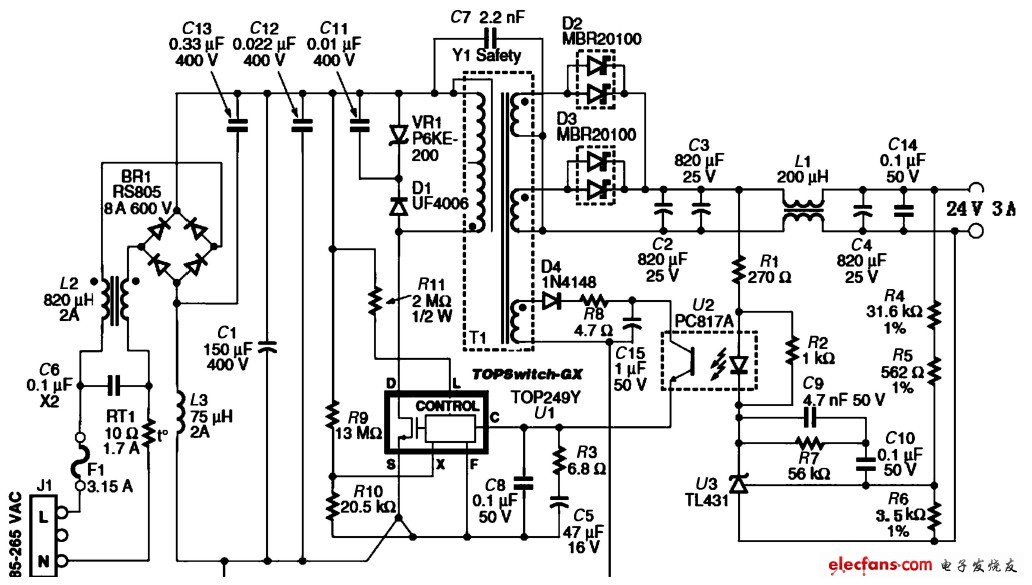 C13
0.33 µF
400 V
C12
0.022 µF
400 V
C11
0.01 µF
400 V
C7 2.2 nF
Y1 Safety
D2
MBR20100
VR1
P6KE-
200
D3
MBR20100
C3
820 µF
25 V
L1
200 µH
C14
0.1 µF
50 V
BR1
RS805
8 A 600 V
D1
UF4006
24V 3A
C2
820 µF
25 V
C4
820 µF
25 V
L2
820 µH
2A
R11
2 MΩ
1/2 W
D4
1N4148
R8
4.7 Ω
T1
R1
270 Ω
U2
PC817A
R4
31.6 kΩ
1%
C1
150 µF
400 V
C15
1 µF
50 V
R2
1 kΩ
R5
562 Ω
1%
C6
0.1 µF
X2
TOPSwitch-GX
TOP249Y
U1
D
L
CONTROL
C
S
X
F
C9
4.7 nF 50 V
RT1
10 Ω
1.7 A
t°
L3
75 µH
2A
R9
13 MΩ
R3
6.8 Ω
R7
56 kΩ
C10
0.1 µF
50 V
F1
3.15 A
R10
20.5 kΩ
C8
0.1 µF
50 V
C5
47 µF
16 V
U3
TL431
R6
3.5 kΩ
1%
J1
L
N
85-265 VAC
elecfans.com 电子发烧友